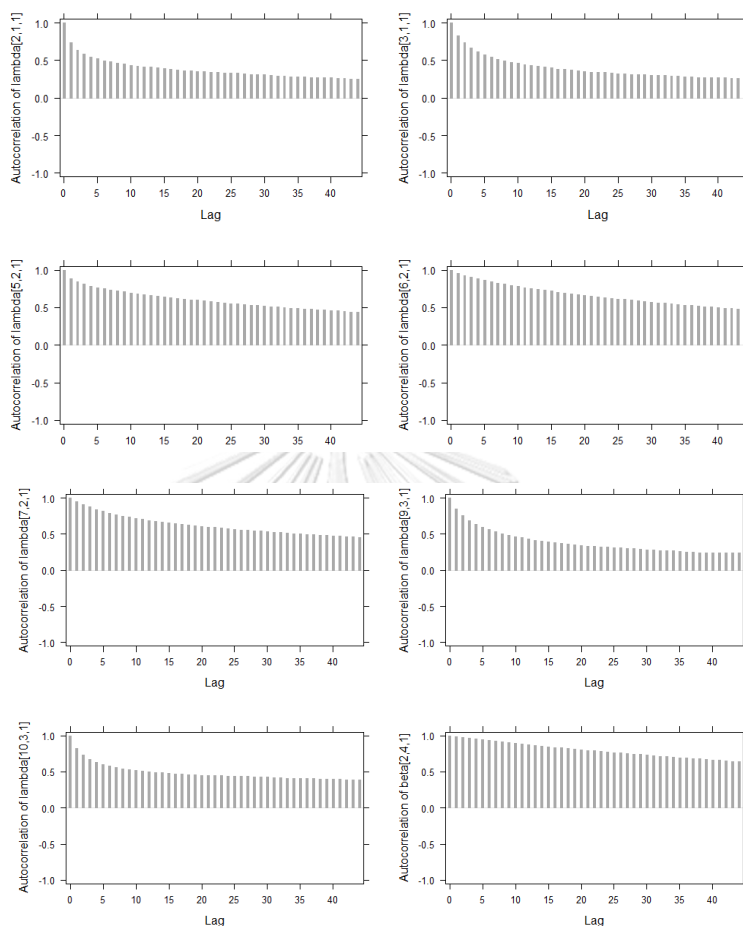 Autocorrelation of lambda[2,1,1]
1.0
0.5
0.0
-0.5
-1.0
0 5 10 15 20 25 30 35 40
Lag
Autocorrelation of lambda[3,1,1]
1.0
0.5
0.0
-0.5
-1.0
0 5 10 15 20 25 30 35 40
Lag
Autocorrelation of lambda[5,2,1]
1.0
0.5
0.0
-0.5
-1.0
0 5 10 15 20 25 30 35 40
Autocorrelation of lambda[6,2,1]
1.0
0.5
0.0
-0.5
-1.0
0 5 10 15 20 25 30 35 40
Autocorrelation of lambda[7,2,1]
1.0
0.5
0.0
-0.5
-1.0
0 5 10 15 20 25 30 35 40
Lag
Autocorrelation of lambda[9,3,1]
1.0
0.5
0.0
-0.5
-1.0
0 5 10 15 20 25 30 35 40
Lag
Autocorrelation of lambda[10,3,1]
1.0
0.5
0.0
-0.5
-1.0
0 5 10 15 20 25 30 35 40
Lag
Autocorrelation of beta[2,4,1]
1.0
0.5
0.0
-0.5
-1.0
0 5 10 15 20 25 30 35 40
Lag